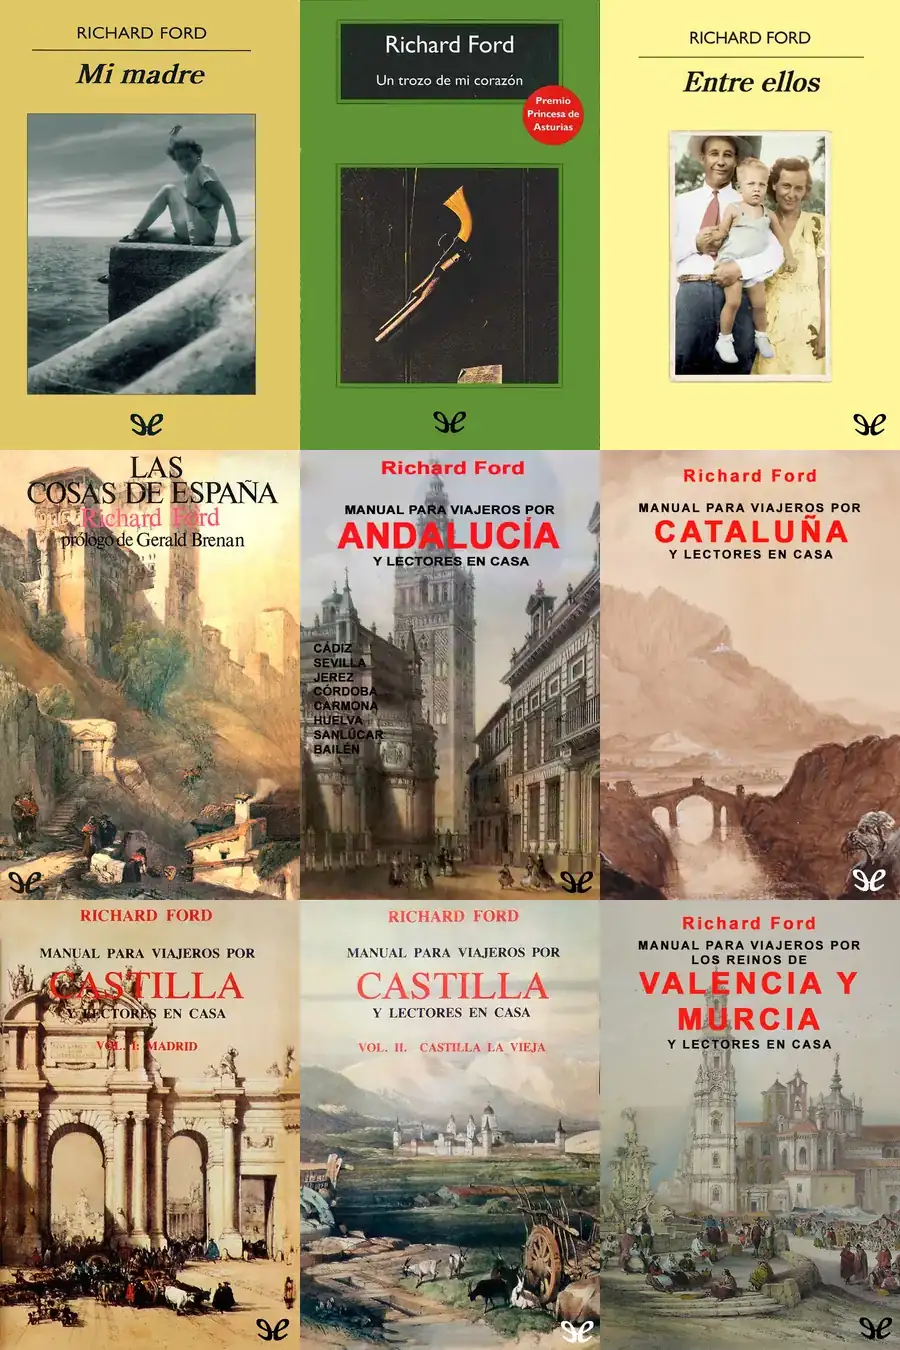 RICHARD FORD
Mi madre
Richard Ford
Un trozo de mi corazón
Premio
Princesa de
Asturias
RICHARD FORD
Entre ellos
LAS
COSAS DE ESPAÑA
Richard Ford
prólogo de Gerald Brenan
Richard Ford
MANUAL PARA VIAJEROS POR
ANDALUCÍA
Y LECTORES EN CASA
CÁDIZ
SEVILLA
JEREZ
CÓRDOBA
CARMONA
HUELVA
SANLÚCAR
BAILÉN
Richard Ford
MANUAL PARA VIAJEROS POR
CATALUÑA
Y LECTORES EN CASA
RICHARD FORD
MANUAL PARA VIAJEROS POR
CASTILLA
Y LECTORES EN CASA
VOL. I: MADRID
RICHARD FORD
MANUAL PARA VIAJEROS POR
CASTILLA
Y LECTORES EN CASA
VOL. II. CASTILLA LA VIEJA
Richard Ford
MANUAL PARA VIAJEROS POR
LOS REINOS DE
VALENCIA Y
MURCIA
Y LECTORES EN CASA